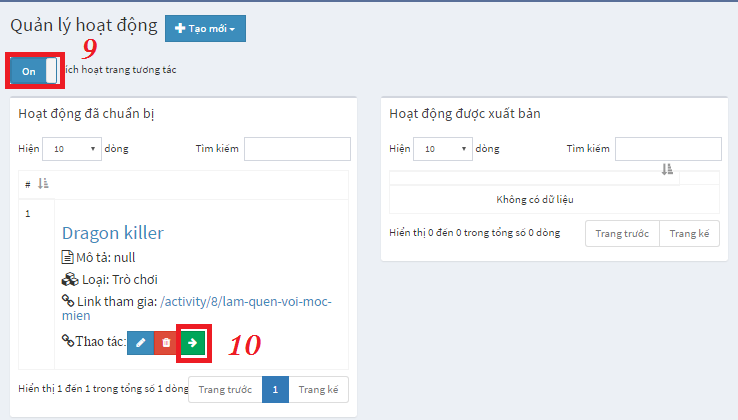 Quản lý hoạt động
Tạo mới
9
On
ích hoạt trang tương tác
Hoạt động đã chuẩn bị
Hiện 10 dòng Tìm kiếm
#
1
Dragon killer
Mô tả: null
Loại: Trò chơi
Link tham gia: /activity/8/lam-quen-voi-moc-
mien
Thao tác:
10
Hiển thị 1 đến 1 trong tổng số 1 dòng
Trang trước 1 Trang kế
Hoạt động được xuất bản
Hiện 10 dòng Tìm kiếm
Không có dữ liệu
Hiển thị 0 đến 0 trong tổng số 0 dòng
Trang trước Trang kế